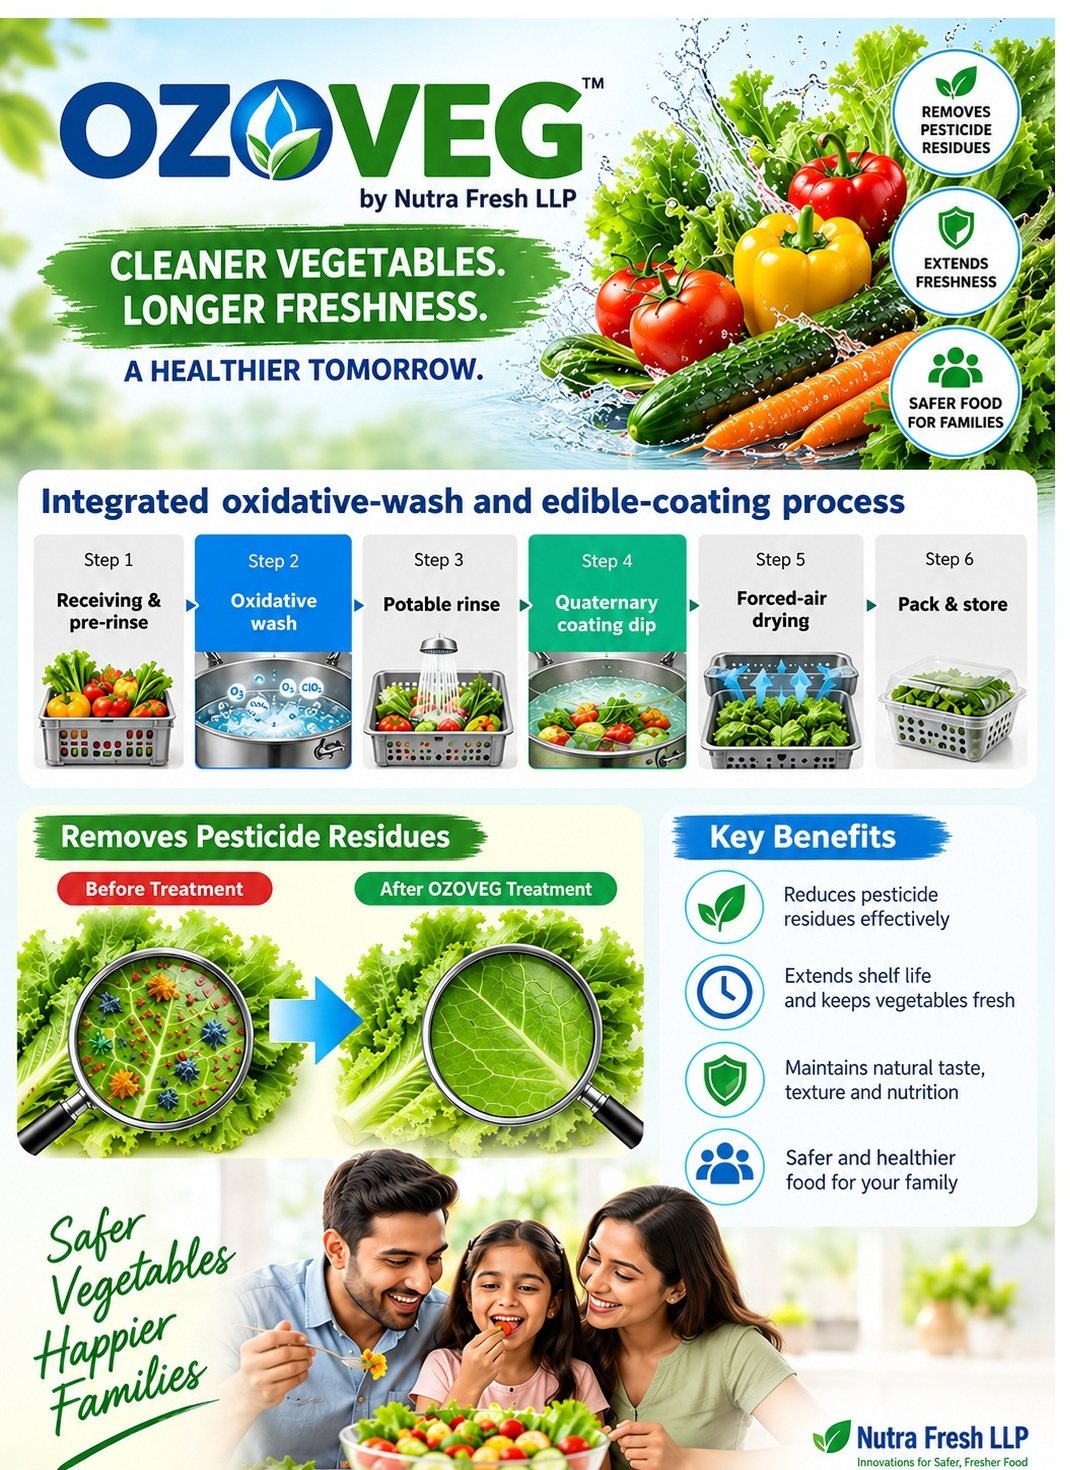 OZOVEG™
by Nutra Fresh LLP
CLEANER VEGETABLES.
LONGER FRESHNESS.
A HEALTHIER TOMORROW.
REMOVES
PESTICIDE
RESIDUES
EXTENDS
FRESHNESS
SAFER FOOD
FOR FAMILIES
Integrated oxidative-wash and edible-coating process
Step 1
Receiving &
pre-rinse
Step 2
Oxidative
wash
O₃
O₃
ClO₂
Step 3
Potable rinse
Step 4
Quaternary
coating dip
Step 5
Forced-air
drying
Step 6
Pack & store
Removes Pesticide Residues
Before Treatment
After OZOVEG Treatment
Key Benefits
Reduces pesticide
residues effectively
Extends shelf life
and keeps vegetables fresh
Maintains natural taste,
texture and nutrition
Safer and healthier
food for your family
Safer
Vegetables
Happier
Families
Nutra Fresh LLP
Innovations for Safer, Fresher Food